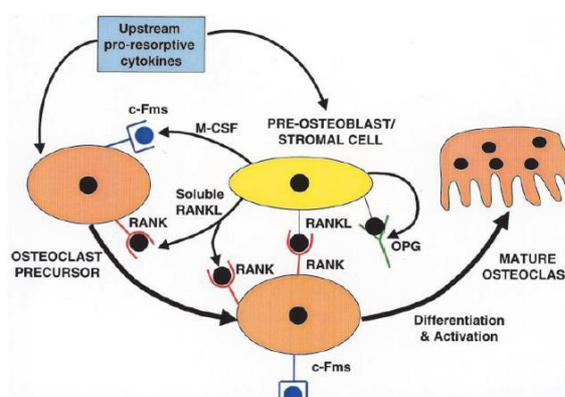 Upstream
pro-resorptive
cytokines
c-Fms
M-CSF
PRE-OSTEOBLAST/
STROMAL CELL
Soluble
RANKL
RANK
RANKL
OPG
OSTEOCLAST
PRECURSOR
RANK
RANK
MATURE
OSTEOCLAS
Differentiation
& Activation
c-Fms